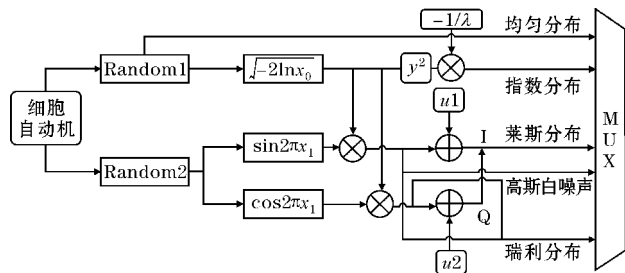 -1/λ
均匀分布
Random1
√-2lnx₀
y²
指数分布
细胞
自动机
u1
I
莱斯分布
M
U
X
sin2πx₁
Random2
高斯白噪声
cos2πx₁
Q
瑞利分布
u2